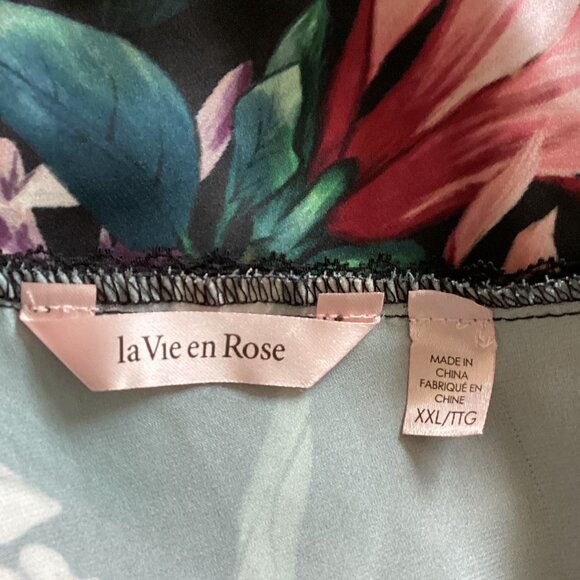 la Vie en Rose
MADE IN
CHINA
FABRIQUÉ EN
CHINE
XXL/TTG